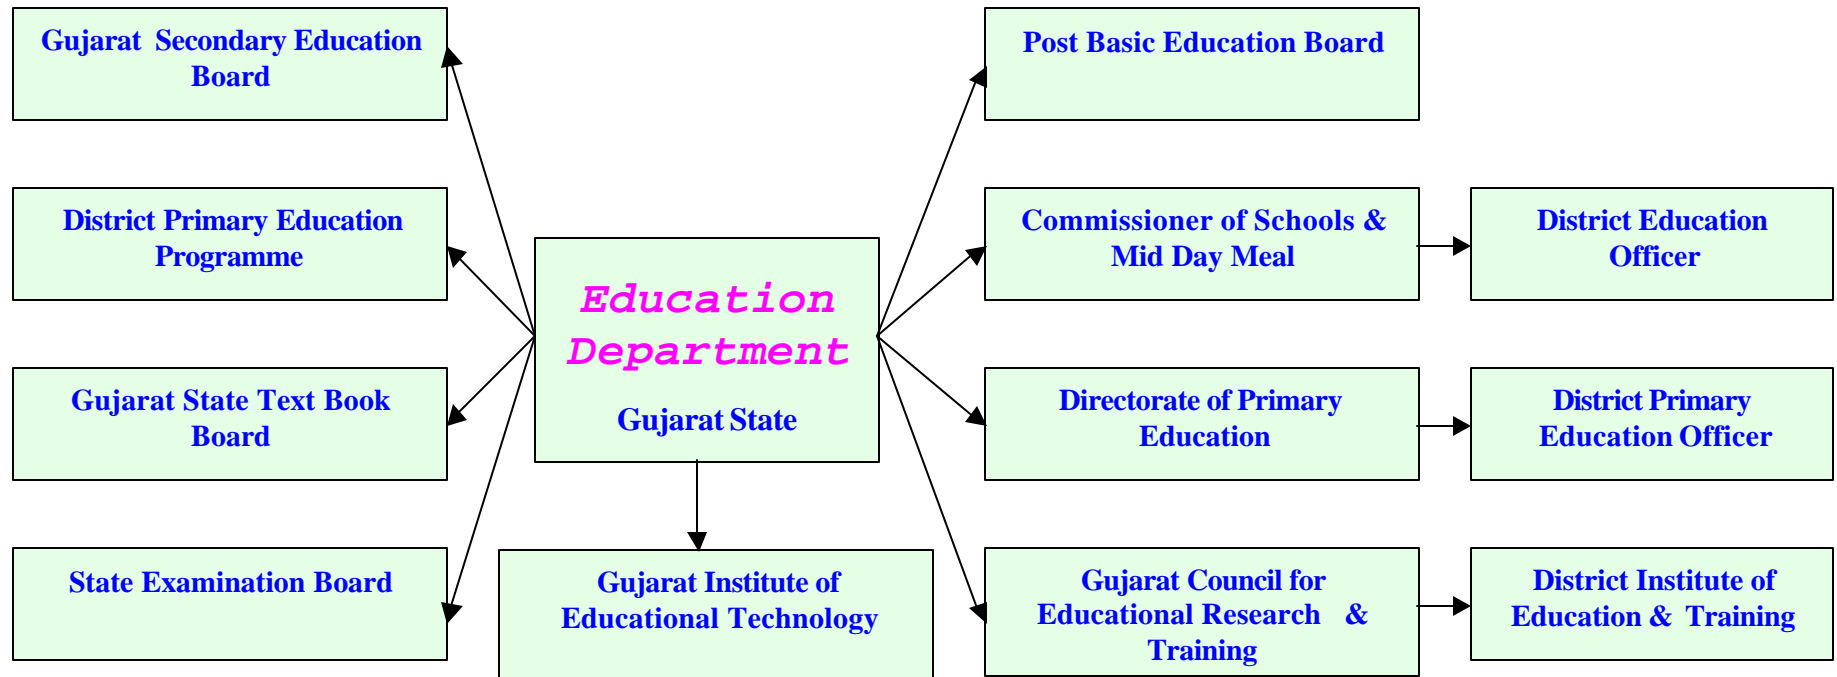 Gujarat Secondary Education
Board
District Primary Education
Programme
Gujarat State Text Book
Board
State Examination Board
Education
Department
Gujarat State
Gujarat Institute of
Educational Technology
Post Basic Education Board
Commissioner of Schools &
Mid Day Meal
District Education
Officer
Directorate of Primary
Education
District Primary
Education Officer
Gujarat Council for
Educational Research &
Training
District Institute of
Education & Training